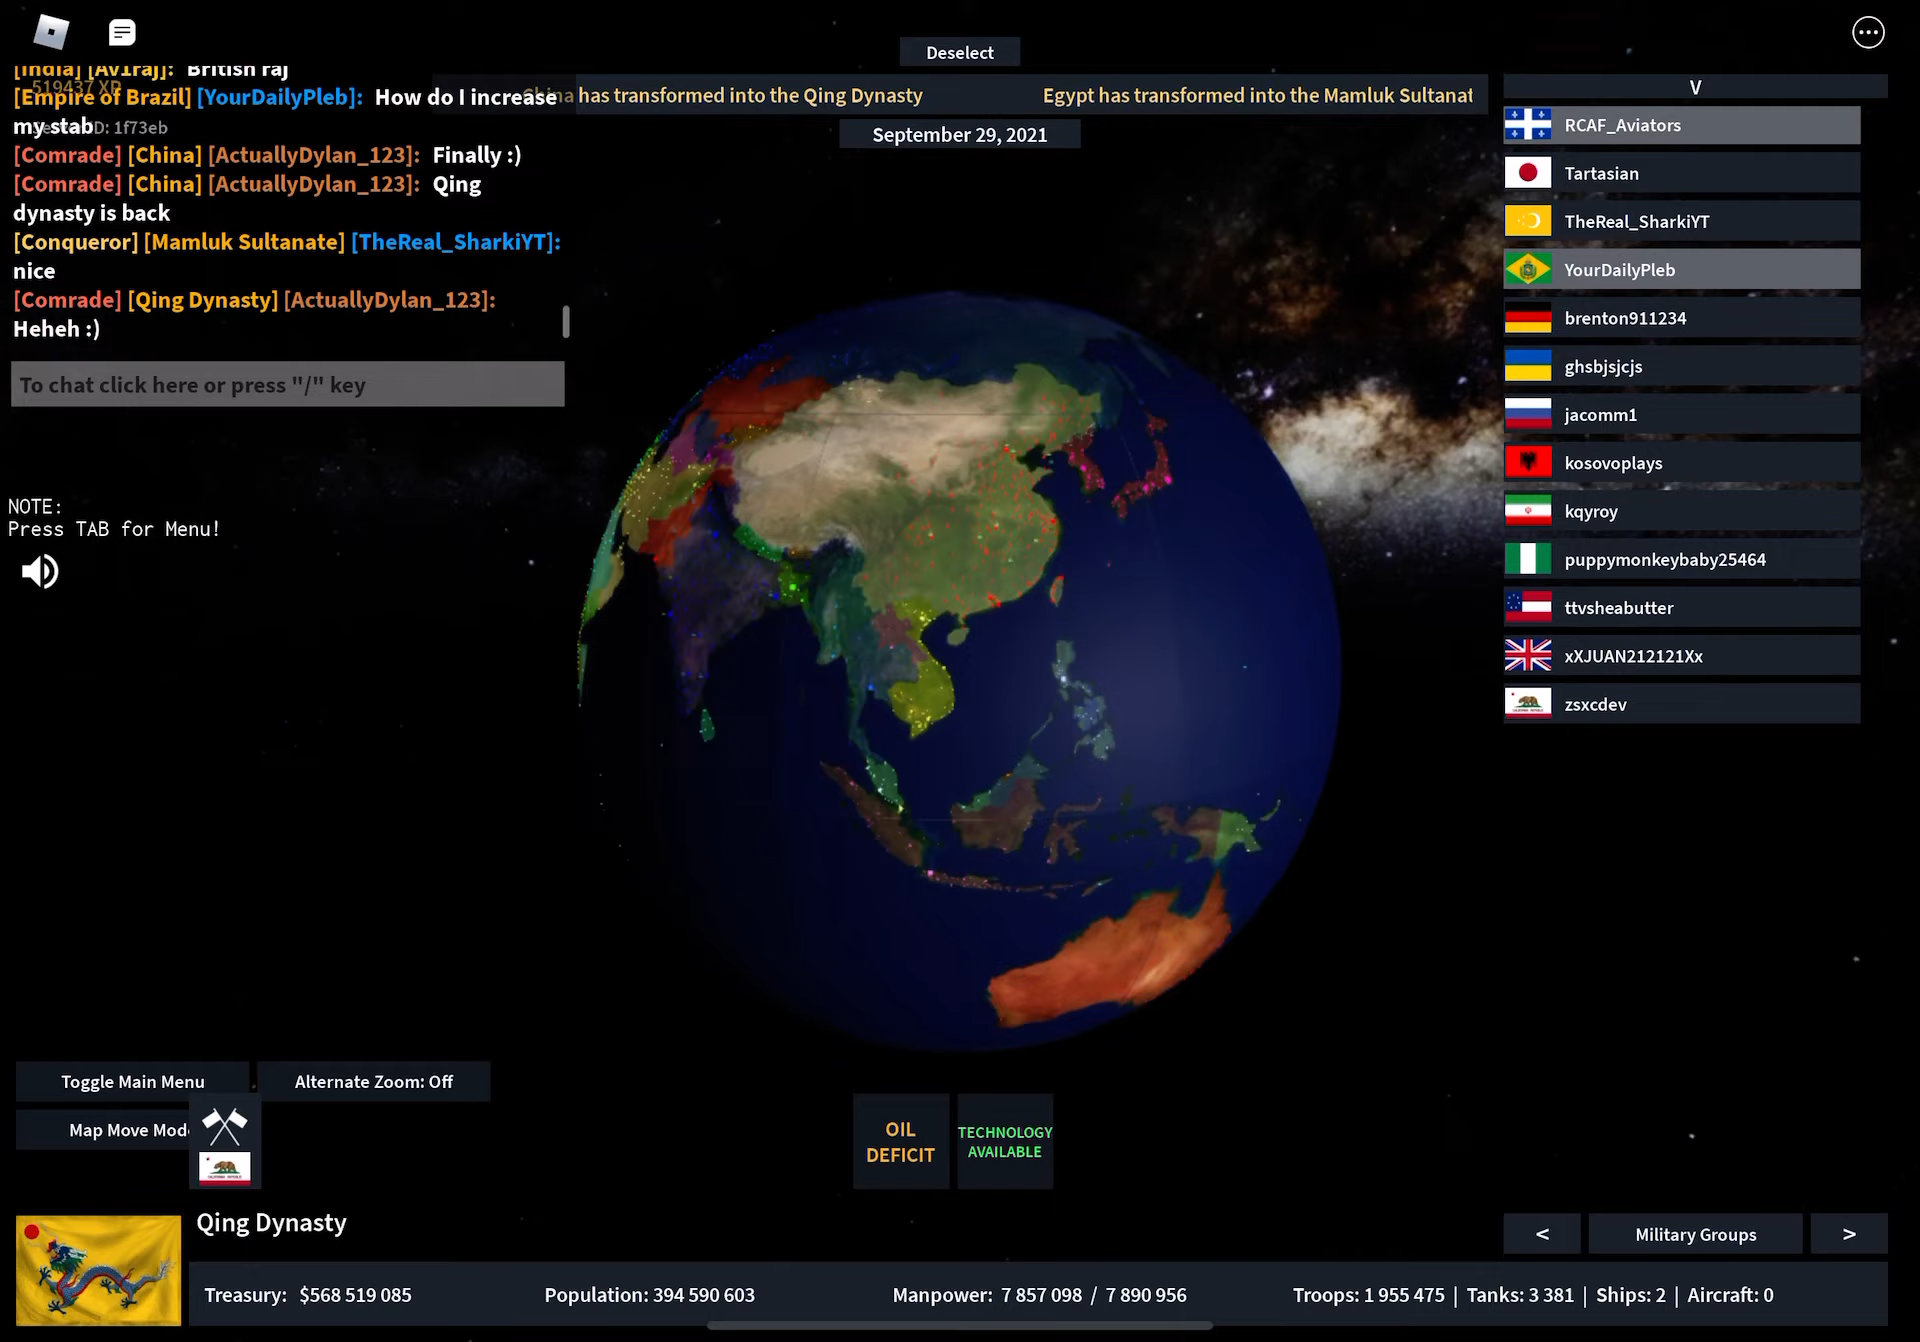 Deselect
[India] [Av1raj]: British raj
519437 XP
[Empire of Brazil] [YourDailyPleb]: How do I increase
my stab
D: 1f73eb
China has transformed into the Qing Dynasty
Egypt has transformed into the Mamluk Sultanat
September 29, 2021
[Comrade] [China] [ActuallyDylan_123]: Finally :)
[Comrade] [China] [ActuallyDylan_123]: Qing
dynasty is back
[Conqueror] [Mamluk Sultanate] [TheReal_SharkiYT]:
nice
[Comrade] [Qing Dynasty] [ActuallyDylan_123]:
Heheh :)
To chat click here or press "/" key
NOTE:
Press TAB for Menu!
V
RCAF_Aviators
Tartasian
TheReal_SharkiYT
YourDailyPleb
brenton911234
ghsbjsjcjs
jacomm1
kosovoplays
kqyroy
puppymonkeybaby25464
ttvsheabutter
xXJUAN212121Xx
zsxcdev
Toggle Main Menu
Alternate Zoom: Off
Map Move Mod
OIL
DEFICIT
TECHNOLOGY
AVAILABLE
Qing Dynasty
<
Military Groups
>
Treasury: $568 519 085
Population: 394 590 603
Manpower: 7 857 098 / 7 890 956
Troops: 1 955 475 | Tanks: 3 381 | Ships: 2 | Aircraft: 0